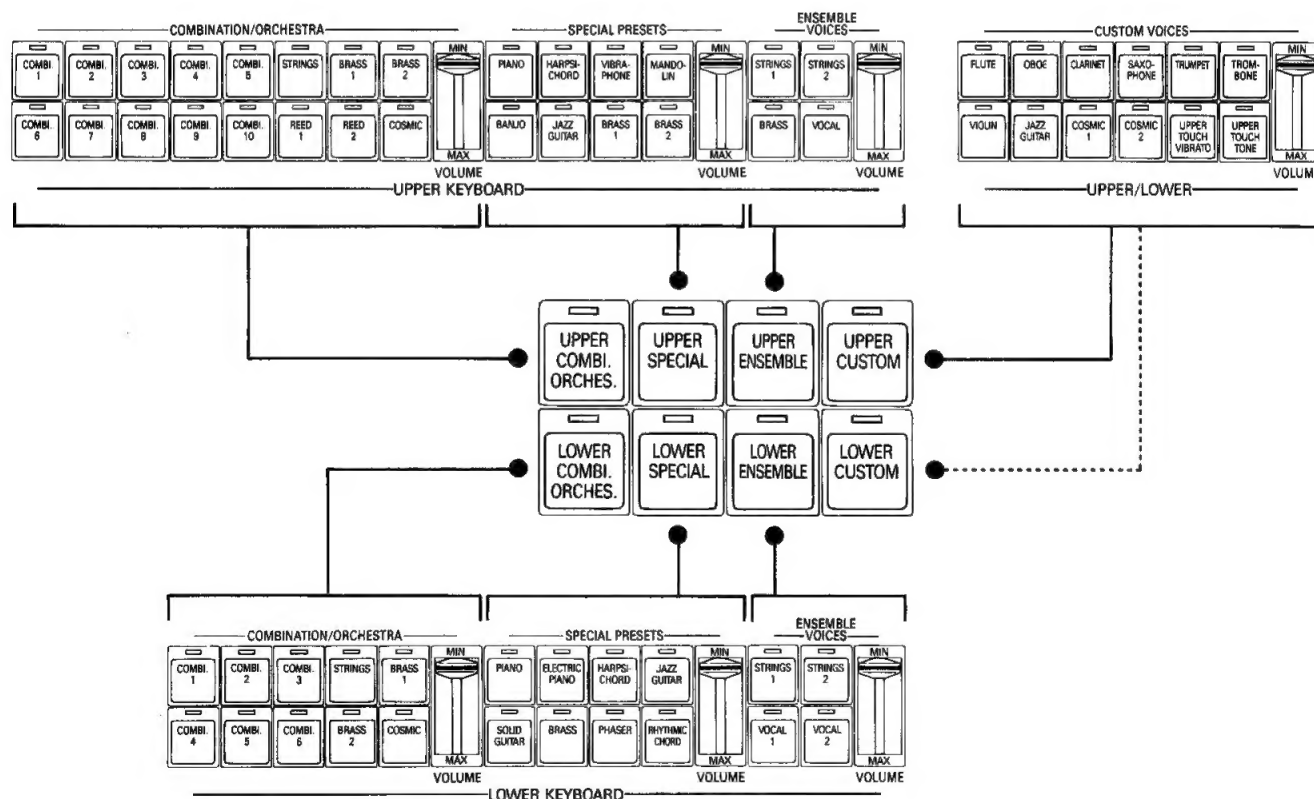 COMBINATION/ORCHESTRA
COMBI. 1
COMBI. 2
COMBI. 3
COMBI. 4
COMBI. 5
STRINGS
BRASS 1
BRASS 2
MIN
COMBI. 6
COMBI. 7
COMBI. 8
COMBI. 9
COMBI. 10
REED 1
REED 2
COSMIC
MAX
VOLUME
SPECIAL PRESETS
PIANO
HARPSI-
CHORD
VIBRA-
PHONE
MANDO-
LIN
MIN
BANJO
JAZZ
GUITAR
BRASS 1
BRASS 2
MAX
VOLUME
ENSEMBLE
VOICES
STRINGS 1
STRINGS 2
MIN
BRASS
VOCAL
MAX
VOLUME
UPPER KEYBOARD
CUSTOM VOICES
FLUTE
OBOE
CLARINET
SAXO-
PHONE
TRUMPET
TROM-
BONE
MIN
VIOLIN
JAZZ
GUITAR
COSMIC 1
COSMIC 2
UPPER
TOUCH
VIBRATO
UPPER
TOUCH
TONE
MAX
VOLUM
UPPER/LOWER
UPPER
COMBI.
ORCHES.
UPPER
SPECIAL
UPPER
ENSEMBLE
UPPER
CUSTOM
LOWER
COMBI.
ORCHES.
LOWER
SPECIAL
LOWER
ENSEMBLE
LOWER
CUSTOM
COMBINATION/ORCHESTRA
COMBI. 1
COMBI. 2
COMBI. 3
STRINGS
BRASS 1
MIN
COMBI. 4
COMBI. 5
COMBI. 6
BRASS 2
COSMIC
MAX
VOLUME
SPECIAL PRESETS
PIANO
ELECTRIC
PIANO
HARPSI-
CHORD
JAZZ
GUITAR
MIN
SOLID
GUITAR
BRASS
PHASER
RHYTHMIC
CHORD
MAX
VOLUME
ENSEMBLE
VOICES
STRINGS 1
STRINGS 2
MIN
VOCAL 1
VOCAL 2
MAX
VOLUME
LOWER KEYBOARD